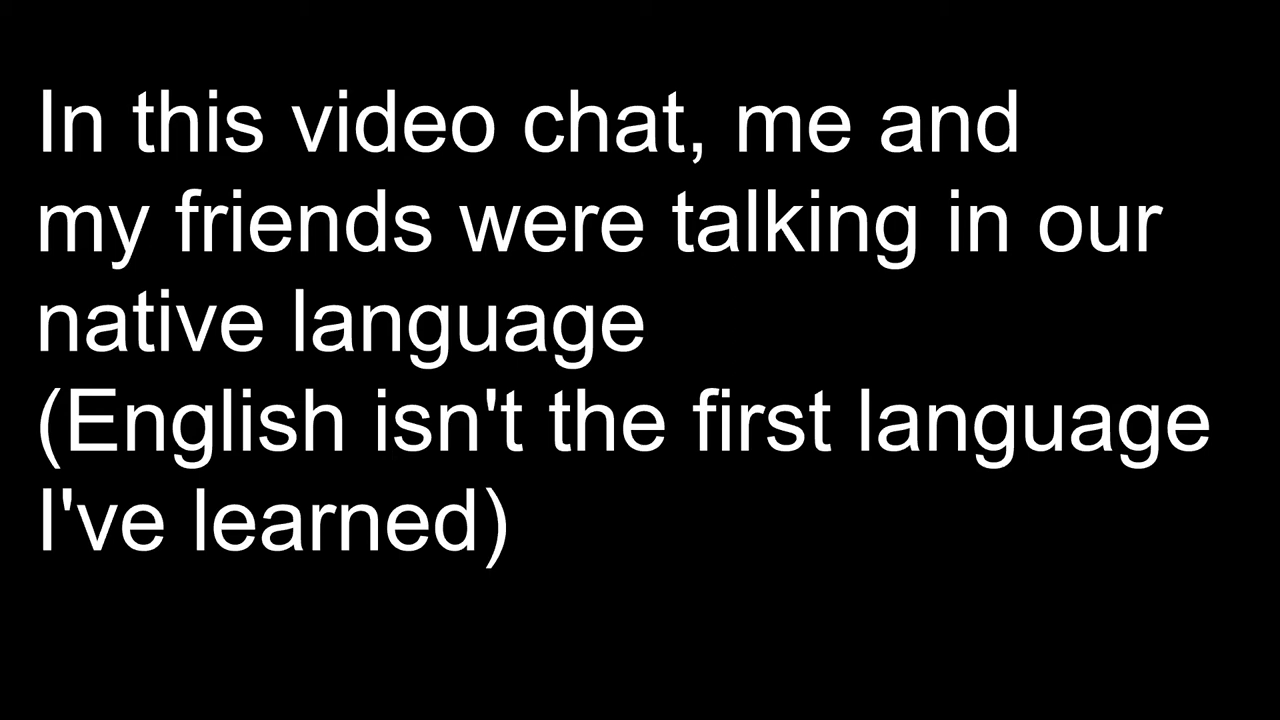 In this video chat, me and
my friends were talking in our
native language
(English isn't the first language
I've learned)